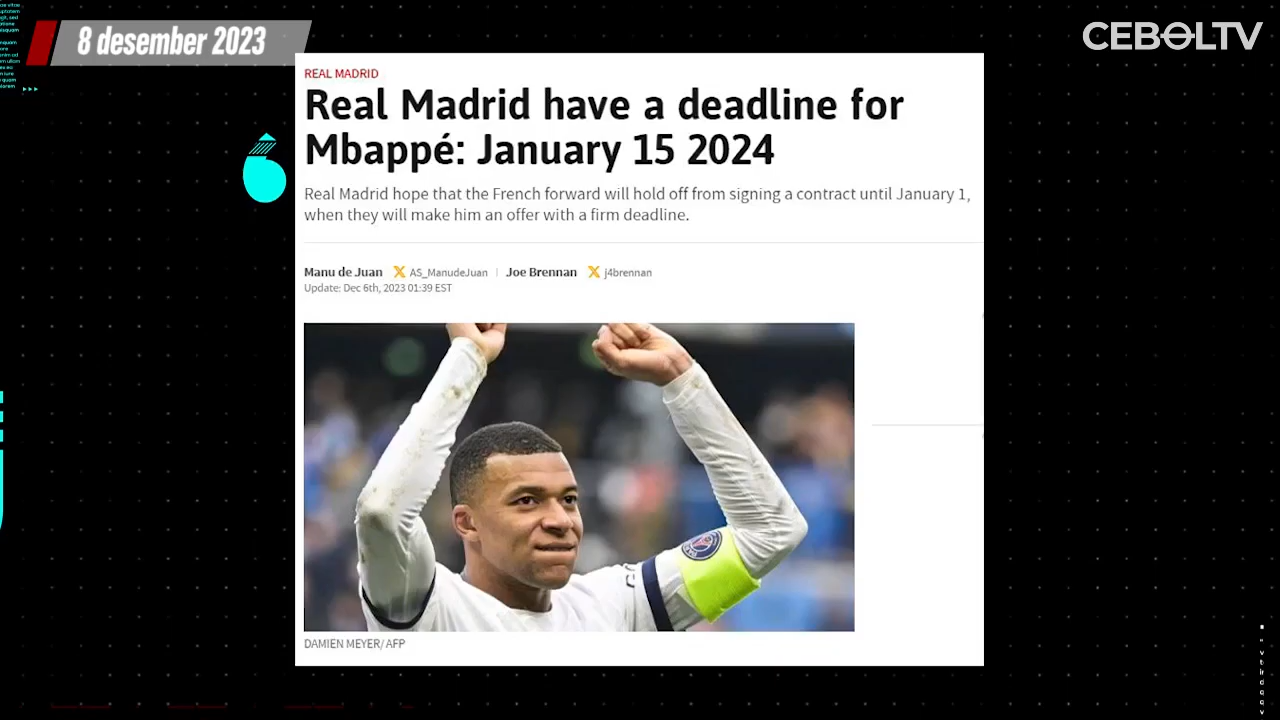 8 desember 2023
CEBOLTV
REAL MADRID
Real Madrid have a deadline for
Mbappé: January 15 2024
Real Madrid hope that the French forward will hold off from signing a contract until January 1,
when they will make him an offer with a firm deadline.
Manu de Juan AS_ManudeJuan | Joe Brennan j4brennan
Update: Dec 6th, 2023 01:39 EST
DAMIEN MEYER/ AFP